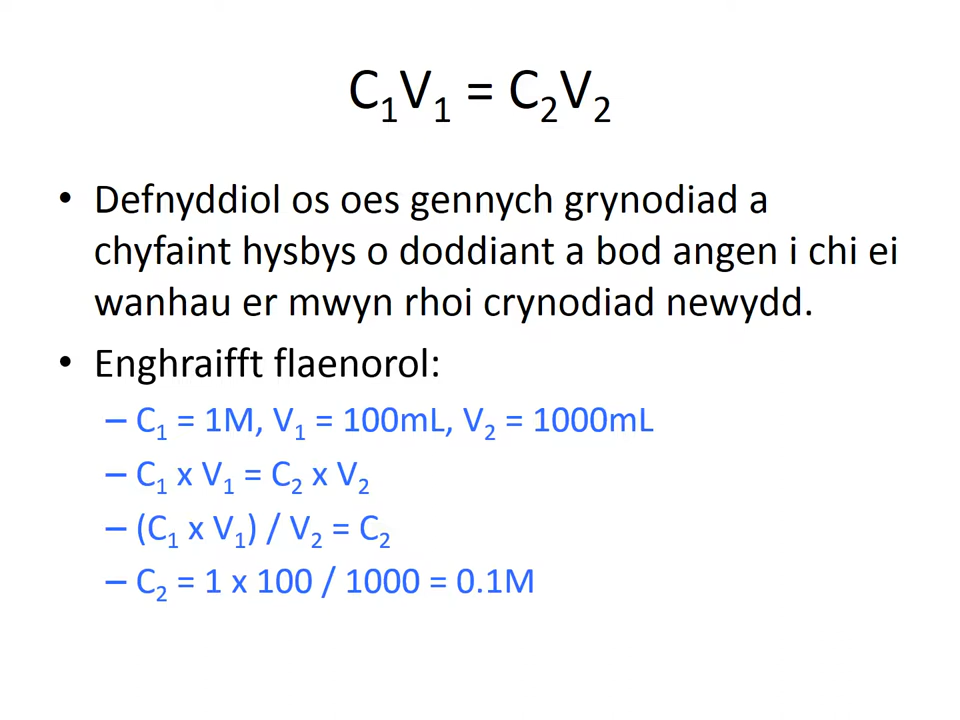 C₁V₁ = C₂V₂
• Defnyddiol os oes gennych grynodiad a
chyfaint hysbys o doddiant a bod angen i chi ei
wanhau er mwyn rhoi crynodiad newydd.
• Enghraifft flaenorol:
– C₁ = 1M, V₁ = 100mL, V₂ = 1000mL
– C₁ x V₁ = C₂ x V₂
– (C₁ x V₁) / V₂ = C₂
– C₂ = 1 x 100 / 1000 = 0.1M